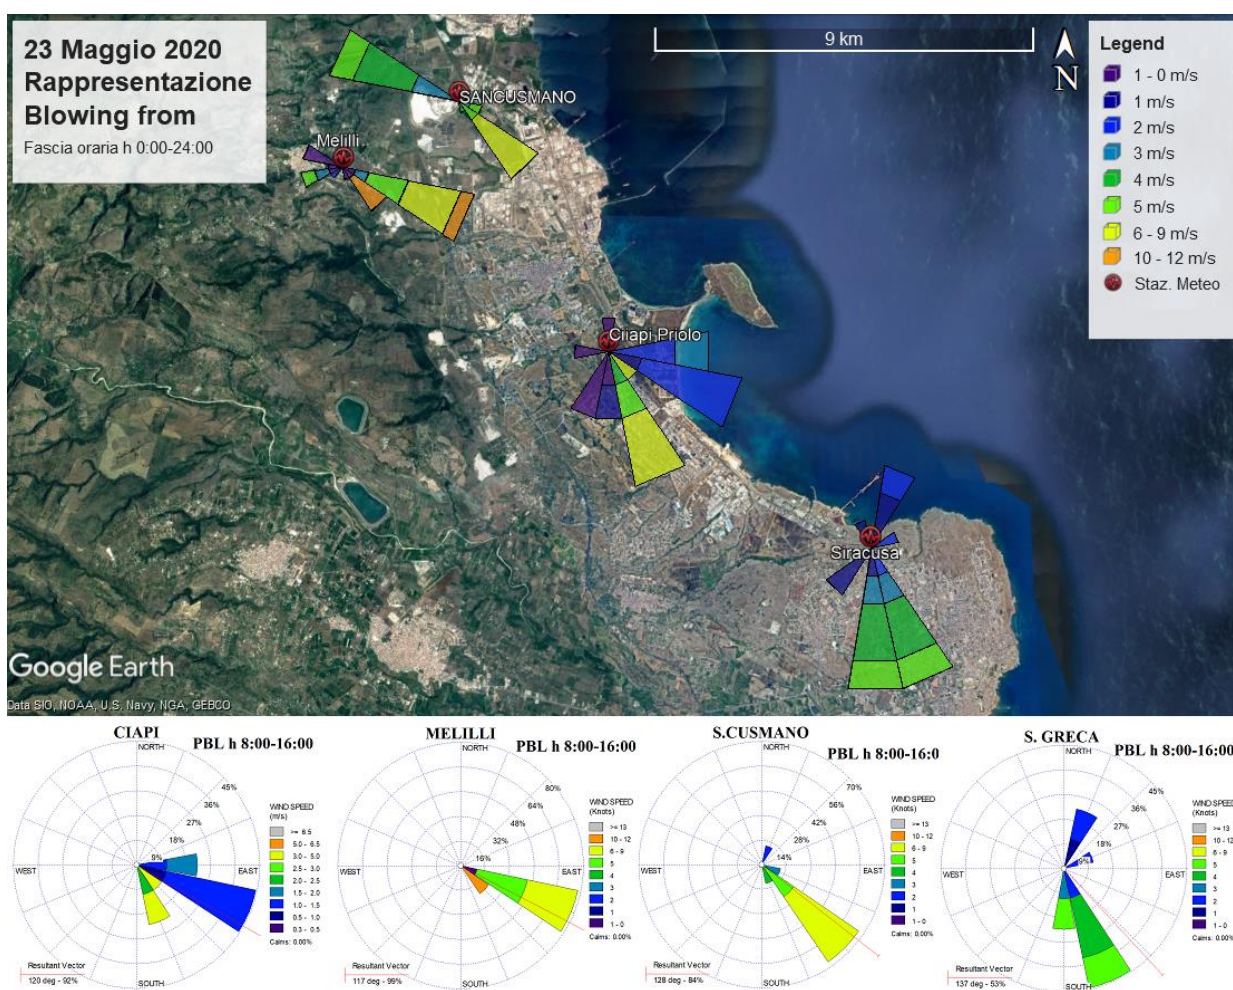 23 Maggio 2020
Rappresentazione
Blowing from
Fascia oraria h 0:00-24:00
9 km
N
Legend
1 - 0 m/s
1 m/s
2 m/s
3 m/s
4 m/s
5 m/s
6 - 9 m/s
10 - 12 m/s
Staz. Meteo
SANCUSMANO
Melilli
CIiapi Priolo
Siracusa
Google Earth
Data SIO, NOAA, U.S. Navy, NGA, GEBCO
CIAPI
PBL h 8:00-16:00
NORTH
45%
36%
27%
18%
9%
WEST
EAST
SOUTH
WIND SPEED
(m/s)
>= 6.5
5.0 - 6.5
3.0 - 5.0
2.5 - 3.0
2.0 - 2.5
1.5 - 2.0
1.0 - 1.5
0.5 - 1.0
0.3 - 0.5
Calms: 0.00%
Resultant Vector
120 deg - 92%
MELILLI
PBL h 8:00-16:00
NORTH
80%
64%
48%
32%
16%
WEST
EAST
SOUTH
WIND SPEED
(Knots)
>= 13
10 - 12
6 - 9
5
4
3
2
1
1 - 0
Calms: 0.00%
Resultant Vector
117 deg - 99%
S.CUSMANO
PBL h 8:00-16:0
NORTH
70%
56%
42%
28%
14%
WEST
EAST
SOUTH
WIND SPEED
(Knots)
>= 13
10 - 12
6 - 9
5
4
3
2
1
1 - 0
Calms: 0.00%
Resultant Vector
128 deg - 84%
S. GRECA
PBL h 8:00-16:00
NORTH
45%
36%
27%
18%
9%
WEST
EAST
SOUTH
WIND SPEED
(Knots)
>= 13
10 - 12
6 - 9
5
4
3
2
1
1 - 0
Calms: 0.00%
Resultant Vector
137 deg - 53%